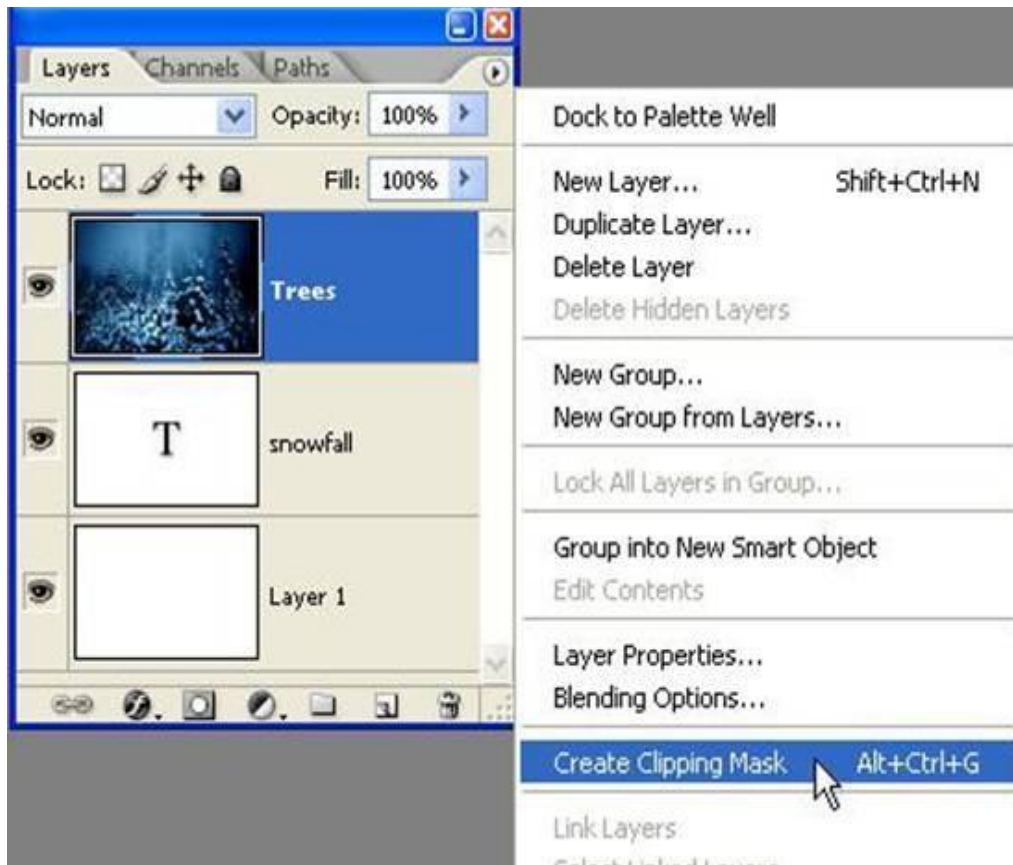 Layers Channels Paths
Normal Opacity: 100%
Lock: Fill: 100%
Trees
T
snowfall
Layer 1
Dock to Palette Well
New Layer... Shift+Ctrl+N
Duplicate Layer...
Delete Layer
Delete Hidden Layers
New Group...
New Group from Layers...
Lock All Layers in Group...
Group into New Smart Object
Edit Contents
Layer Properties...
Blending Options...
Create Clipping Mask Alt+Ctrl+G
Link Layers